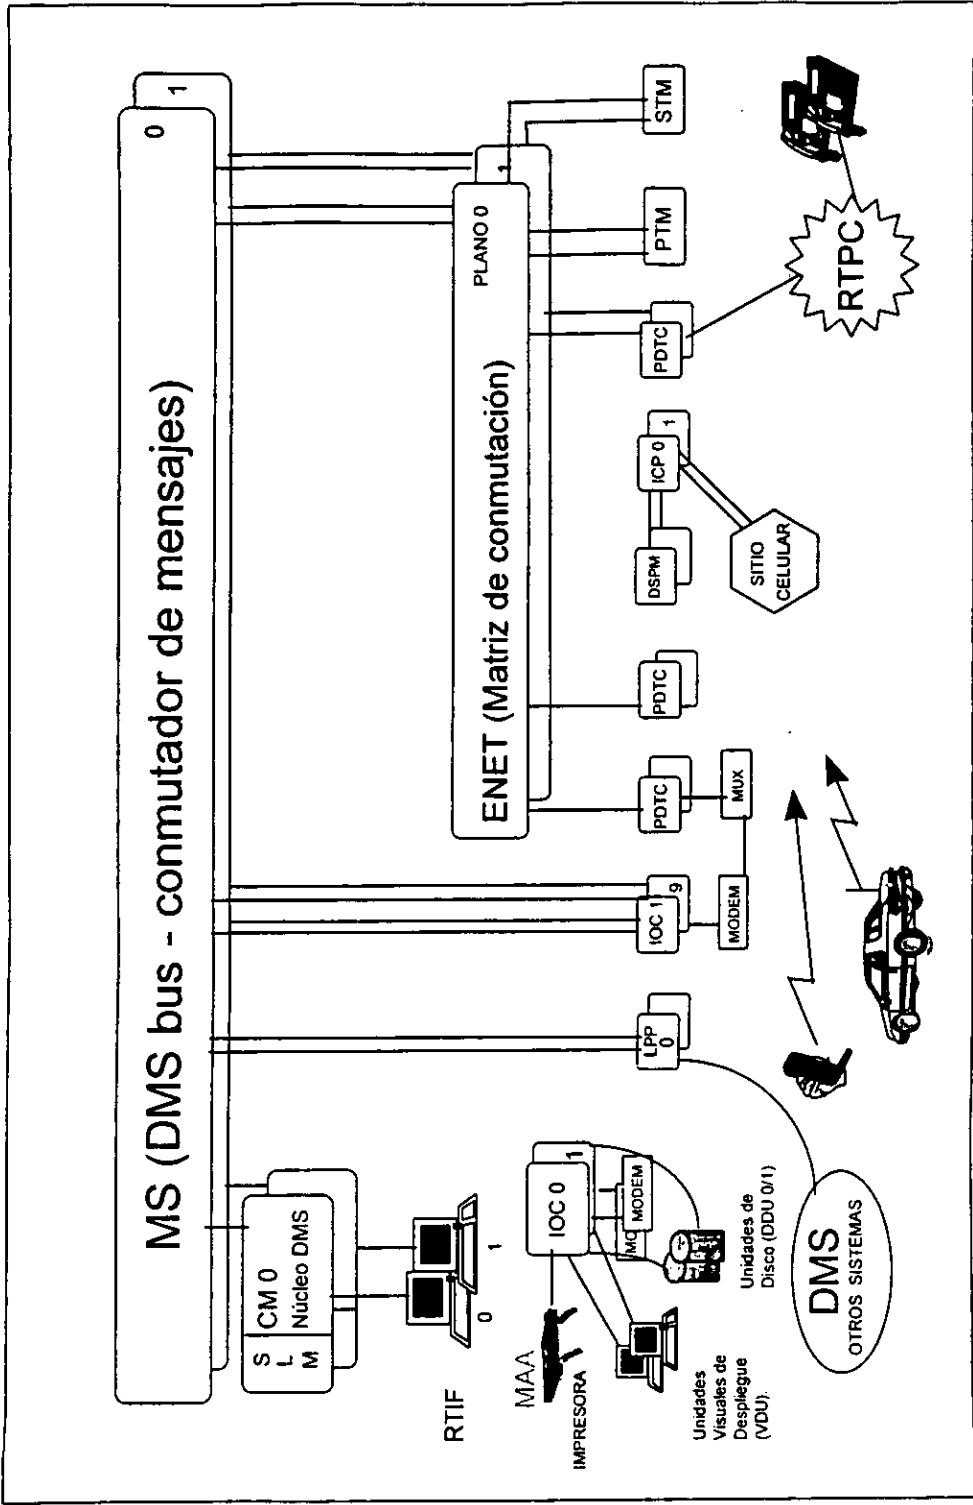 MS (DMS bus - conmutador de mensajes)
0
1
S
L
M
CM 0
Núcleo DMS
RTIF
0
1
ENET (Matriz de conmutación)
PLANO 0
1
MAA
IMPRESORA
IOC 0
1
MODEM
MO
Unidades
Visuales de
Despliegue
(VDU).
Unidades de
Disco (DDU 0/1)
LPP
0
DMS
OTROS SISTEMAS
IOC 1
9
MODEM
PDTC
MUX
PDTC
DSPM
ICP 0
1
SITIO
CELULAR
PDTC
RTPC
PTM
STM